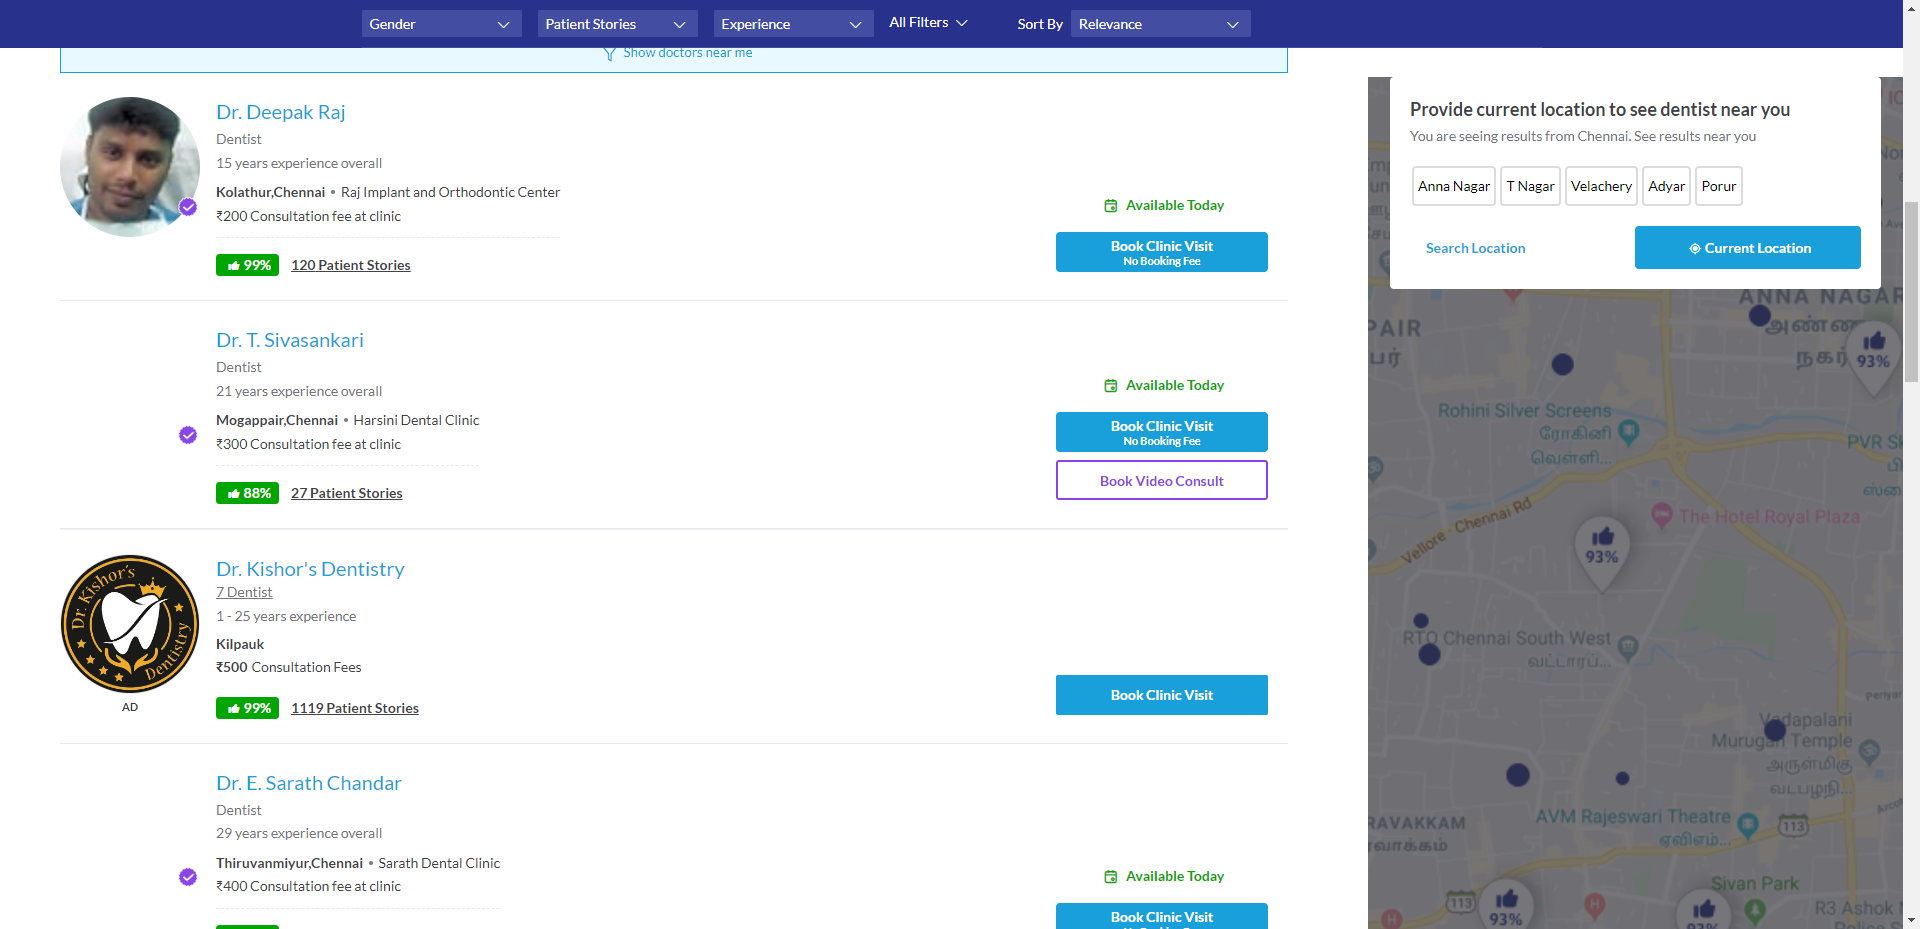 Gender
Patient Stories
Experience
All Filters
Sort By
Relevance
Show doctors near me
Dr. Deepak Raj
Dentist
15 years experience overall
Kolathur,Chennai • Raj Implant and Orthodontic Center
₹200 Consultation fee at clinic
99% 120 Patient Stories
Available Today
Book Clinic Visit
No Booking Fee
Dr. T. Sivasankari
Dentist
21 years experience overall
Mogappair,Chennai • Harsini Dental Clinic
₹300 Consultation fee at clinic
88% 27 Patient Stories
Available Today
Book Clinic Visit
No Booking Fee
Book Video Consult
Dr. Kishor's
Dentistry
AD
Dr. Kishor's Dentistry
7 Dentist
1 - 25 years experience
Kilpauk
₹500 Consultation Fees
99% 1119 Patient Stories
Book Clinic Visit
Dr. E. Sarath Chandar
Dentist
29 years experience overall
Thiruvanmiyur,Chennai • Sarath Dental Clinic
₹400 Consultation fee at clinic
Available Today
Book Clinic Visit
Provide current location to see dentist near you
You are seeing results from Chennai. See results near you
Anna Nagar
T Nagar
Velachery
Adyar
Porur
Search Location
Current Location
ANNA NAGAR
அண்ணா
நகர்
PAIR
பர்
93%
Rohini Silver Screens
ரோகினி
வெள்ளி...
PVR Sk
Vellore - Chennai Rd
The Hotel Royal Plaza
93%
RTO Chennai South West
வட்டாரப்...
Periyar
Vadapalani
Murugan Temple
அருள்மிகு
வடபழநி...
Arcot
AVM Rajeswari Theatre
ஏவிஎம்...
113
RAVAKKAM
ரவாக்கம்
Sivan Park
113
93%
93%
R3 Ashok N